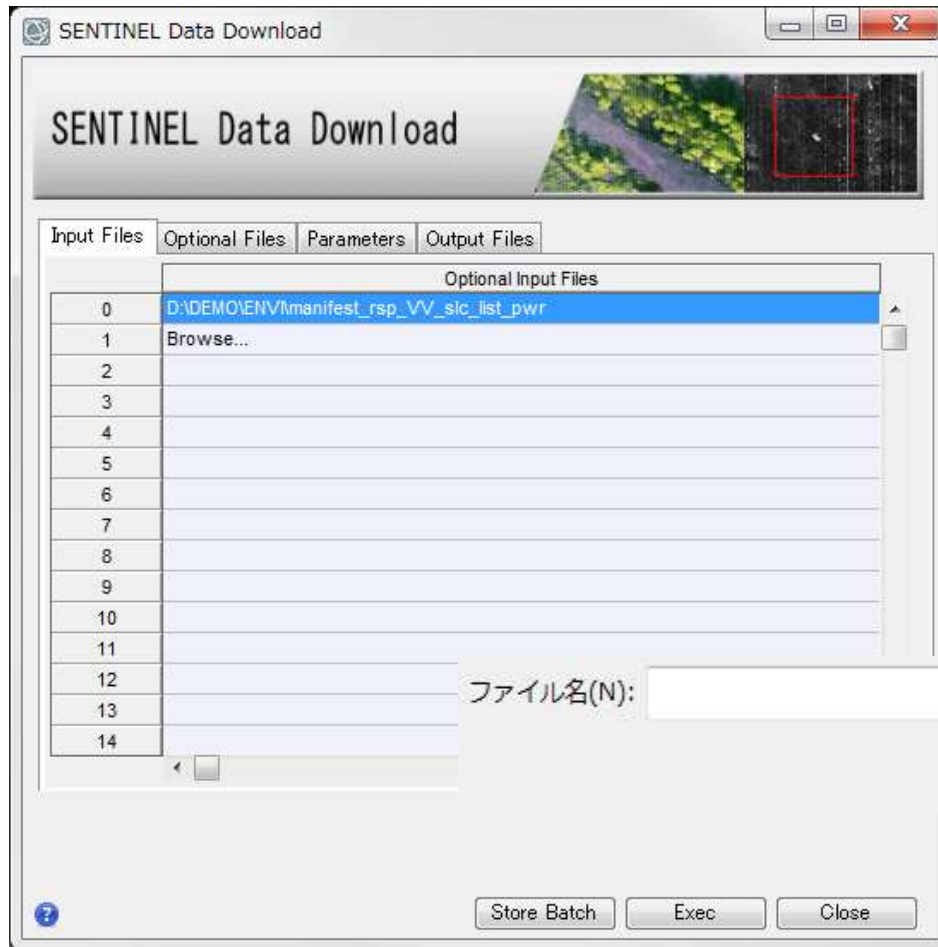 SENTINEL Data Download
SENTINEL Data Download
Input Files
Optional Files
Parameters
Output Files
Optional Input Files
0
D:\DEMO\ENVI\manifest_rsp_VV_slc_list_pwr
1
Browse...
2
3
4
5
6
7
8
9
10
11
12
13
14
ファイル名(N):
Store Batch
Exec
Close